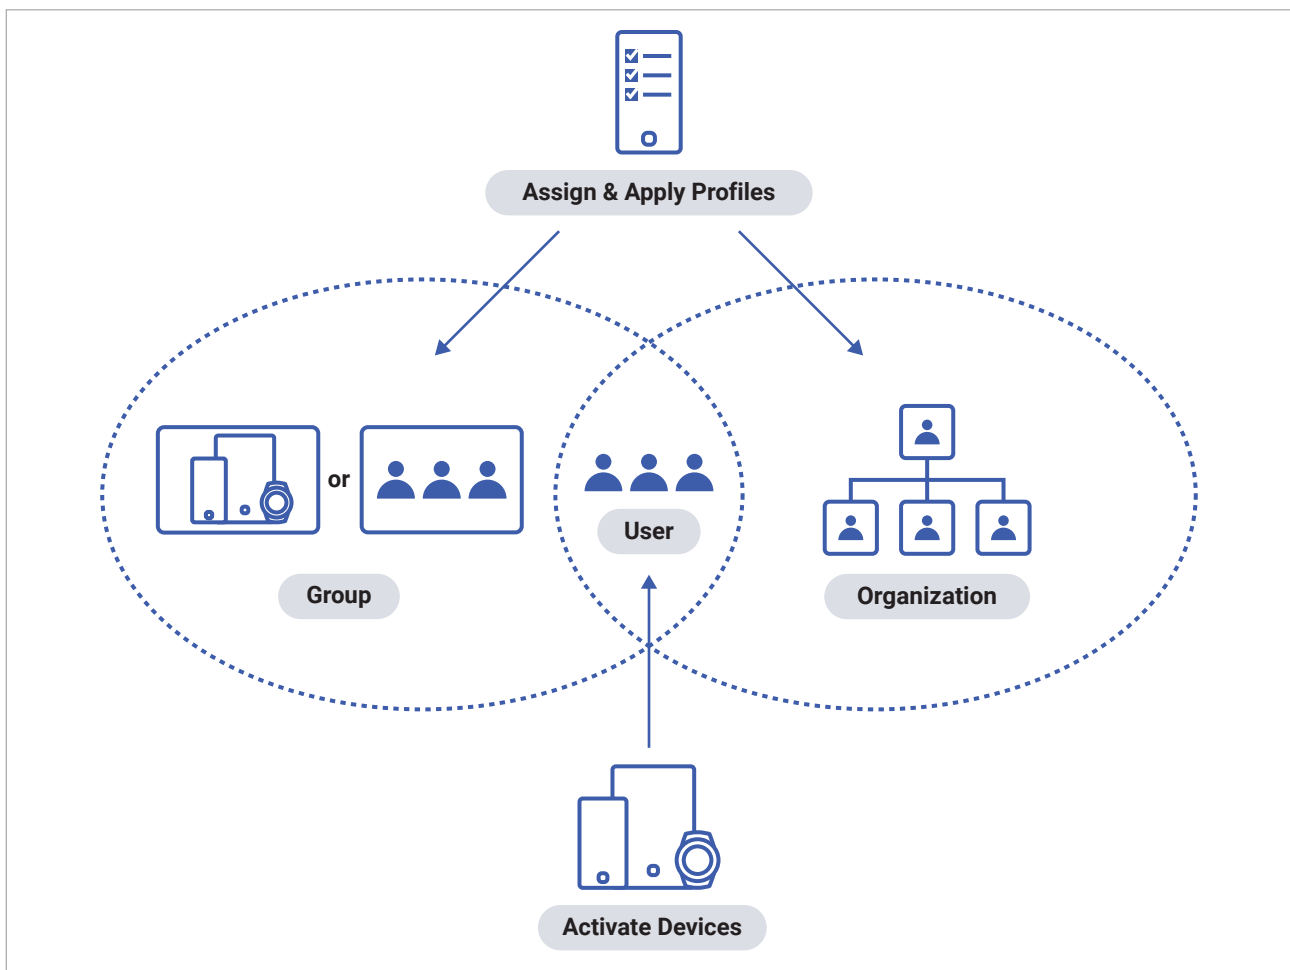 Assign & Apply Profiles
or
User
Group
Organization
Activate Devices